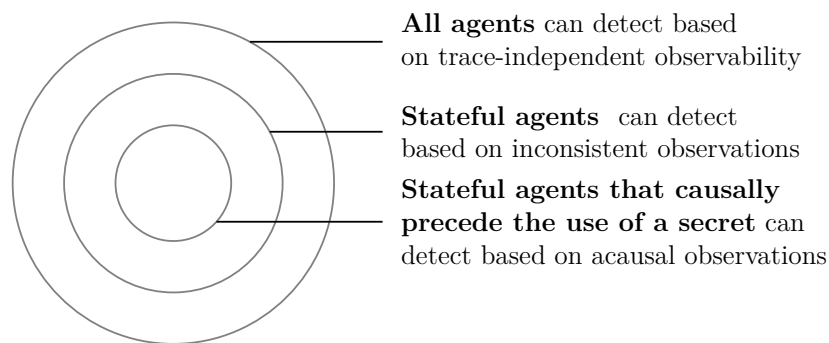 All agents can detect based
on trace-independent observability
Stateful agents can detect
based on inconsistent observations
Stateful agents that causally
precede the use of a secret can
detect based on acausal observations